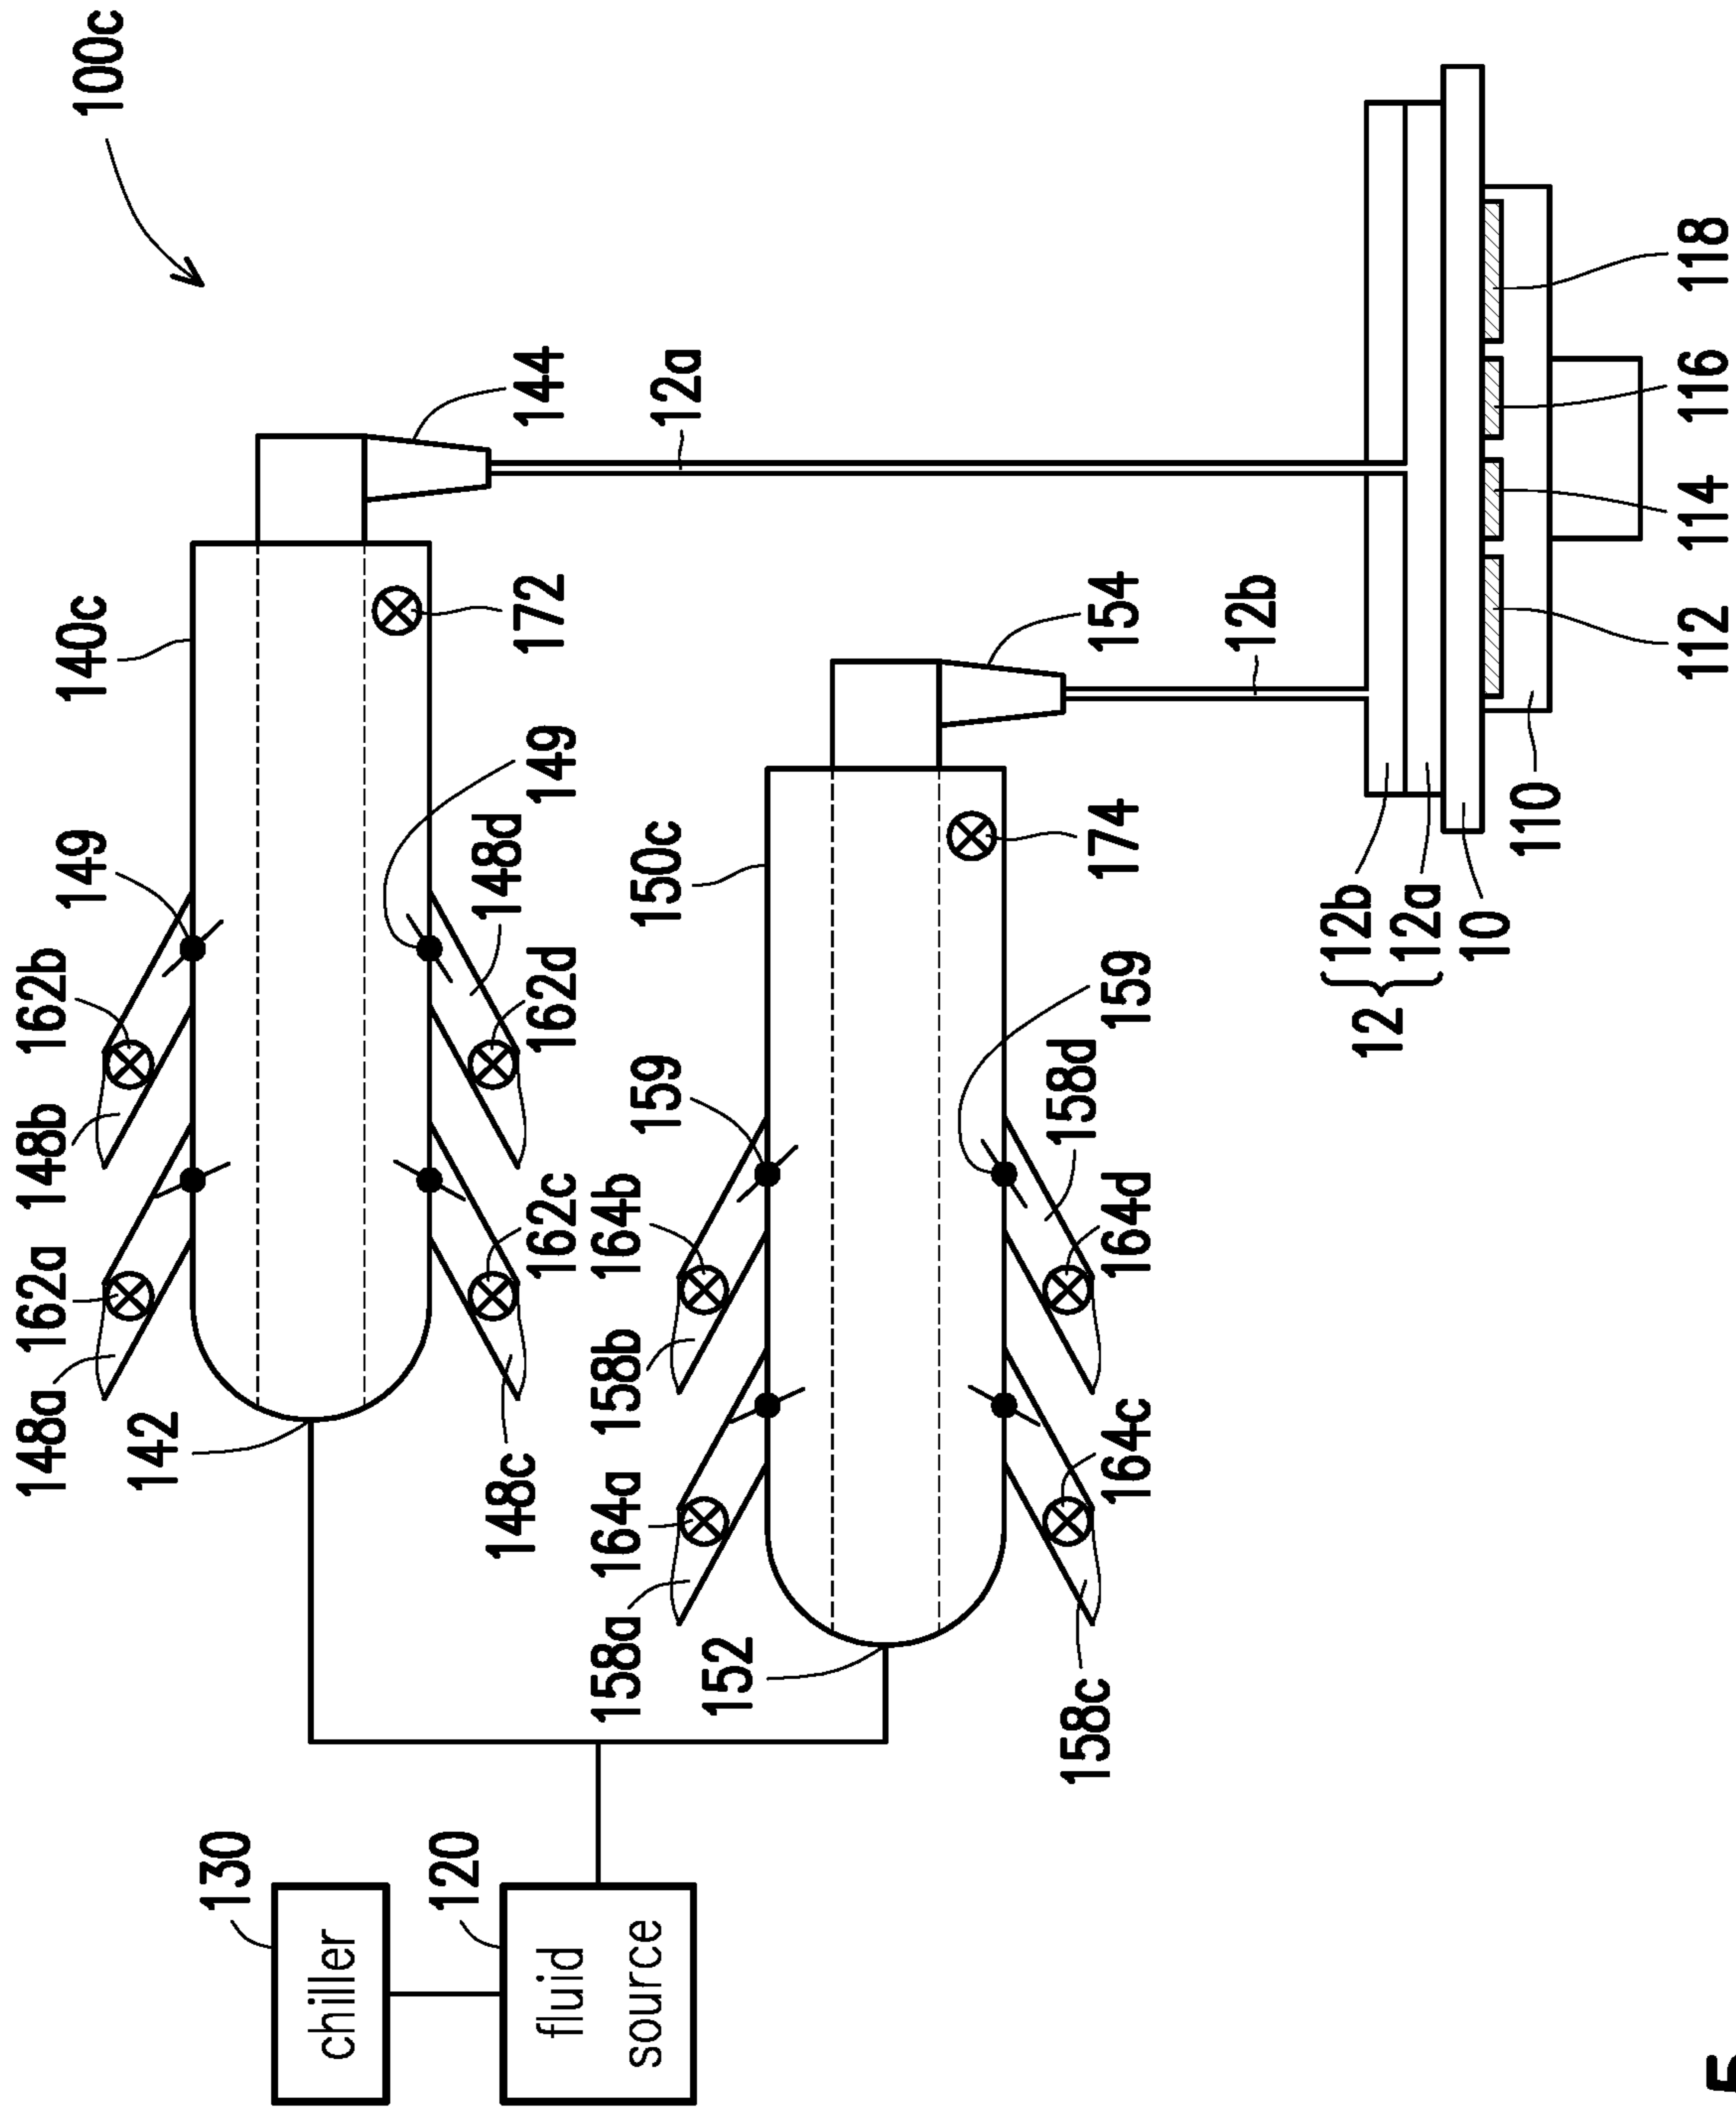 100c
140c
149
162b
148b
162a
148a
142
144
12a
172
149
148d
162d
162c
148c
150c
159
164b
158b
164a
158a
152
154
12b
174
159
158d
164d
164c
158c
130
chiller
120
fluid
source
12
12b
12a
10
110
112
114
116
118
5